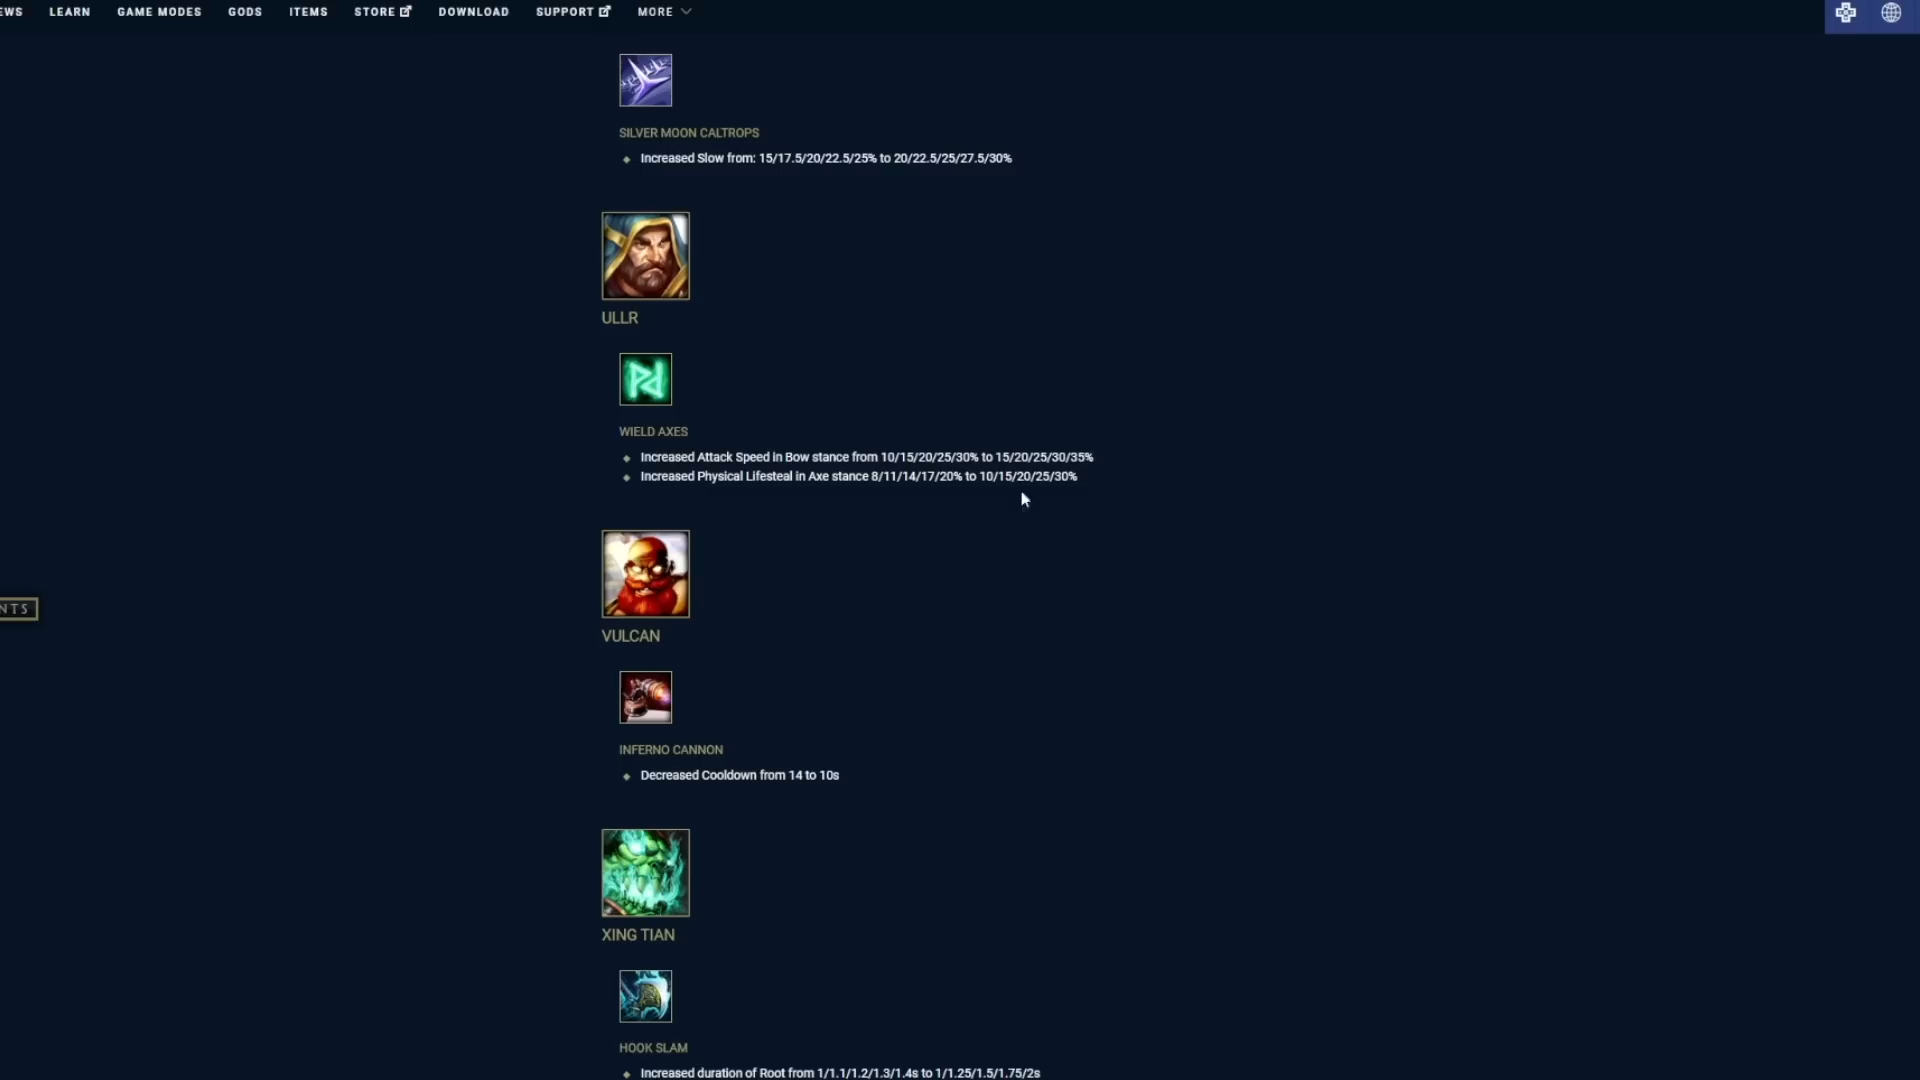 EWS LEARN GAME MODES GODS ITEMS STORE DOWNLOAD SUPPORT MORE
SILVER MOON CALTROPS
Increased Slow from: 15/17.5/20/22.5/25% to 20/22.5/25/27.5/30%
ULLR
WIELD AXES
Increased Attack Speed in Bow stance from 10/15/20/25/30% to 15/20/25/30/35%
Increased Physical Lifesteal in Axe stance 8/11/14/17/20% to 10/15/20/25/30%
NTS
VULCAN
INFERNO CANNON
Decreased Cooldown from 14 to 10s
XING TIAN
HOOK SLAM
Increased duration of Root from 1/1.1/1.2/1.3/1.4s to 1/1.25/1.5/1.75/2s